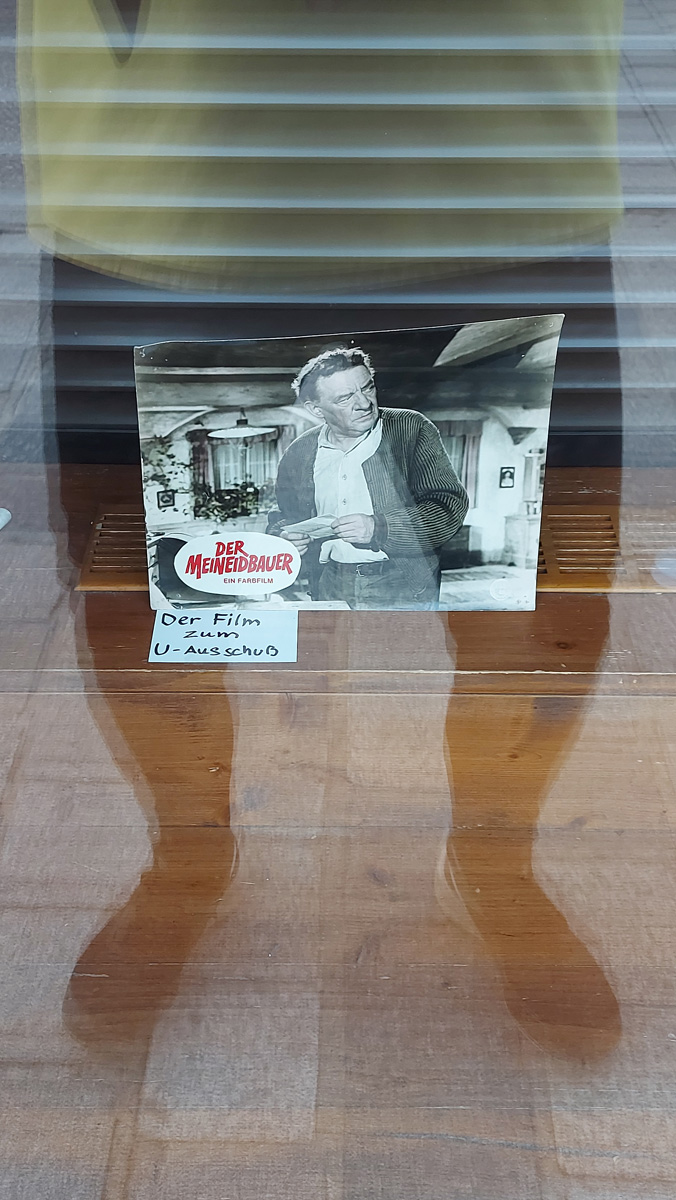 DER
MEINEIDBAUER
EIN FARBFILM
Der Film
zum
U-Ausschuß